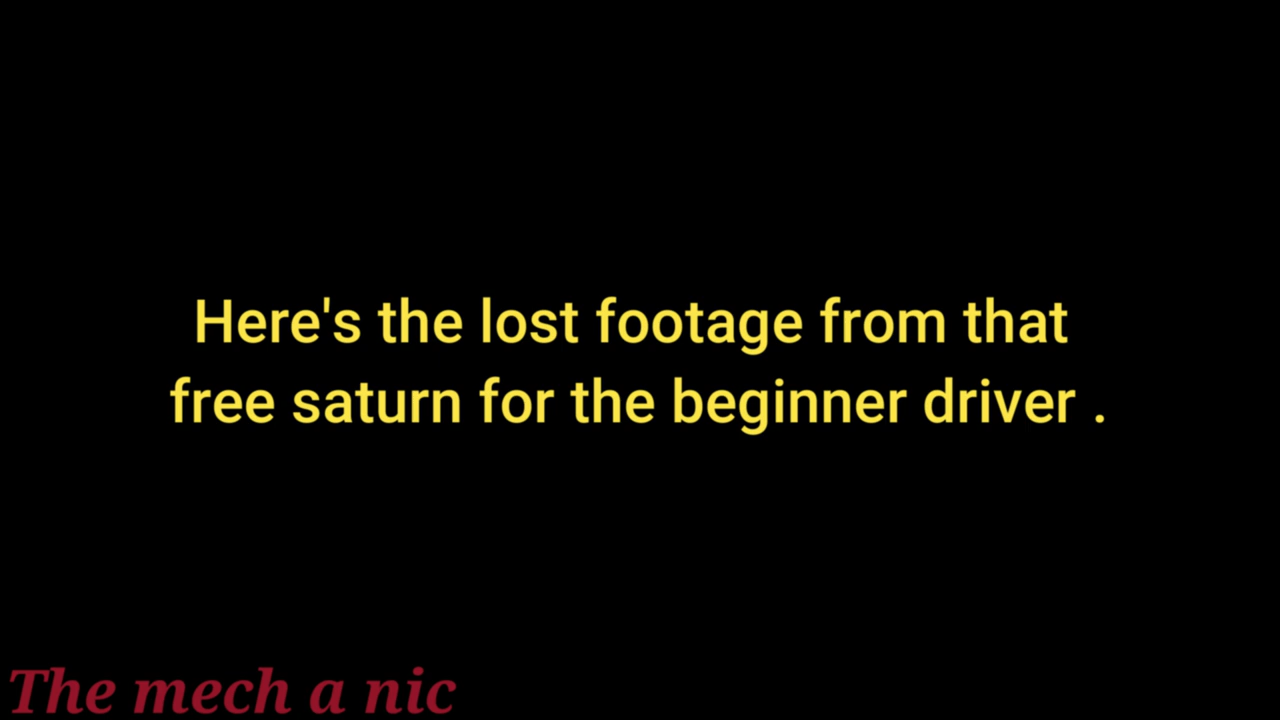 Here's the lost footage from that
free saturn for the beginner driver .
The mech a nic